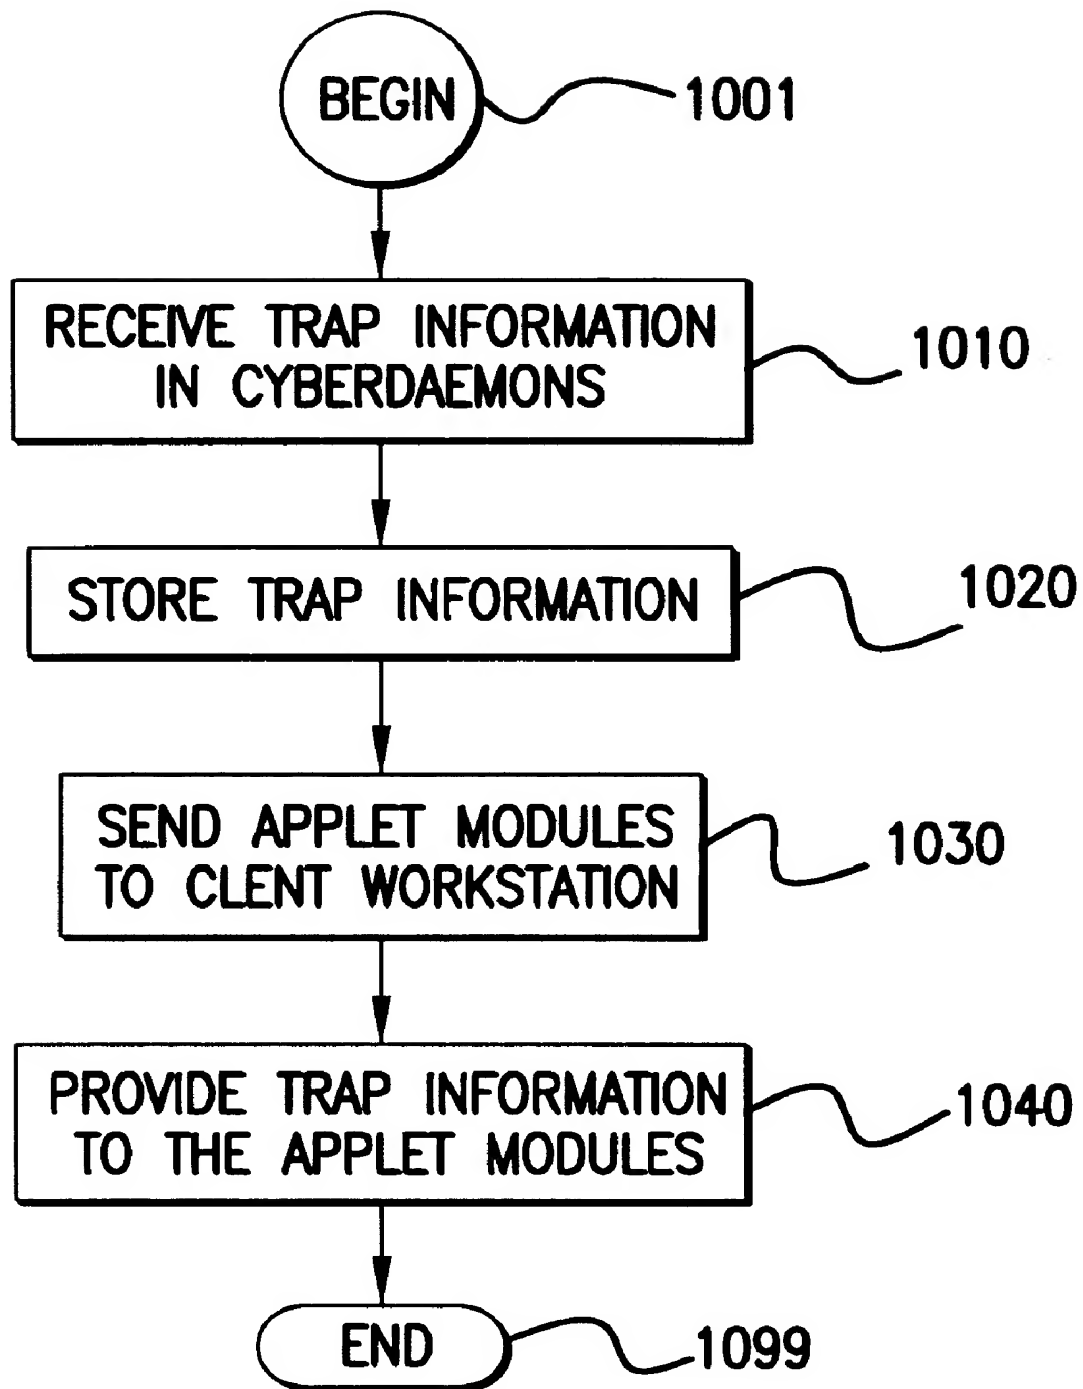 BEGIN
1001
RECEIVE TRAP INFORMATION
IN CYBERDAEMONS
1010
STORE TRAP INFORMATION
1020
SEND APPLET MODULES
TO CLENT WORKSTATION
1030
PROVIDE TRAP INFORMATION
TO THE APPLET MODULES
1040
END
1099